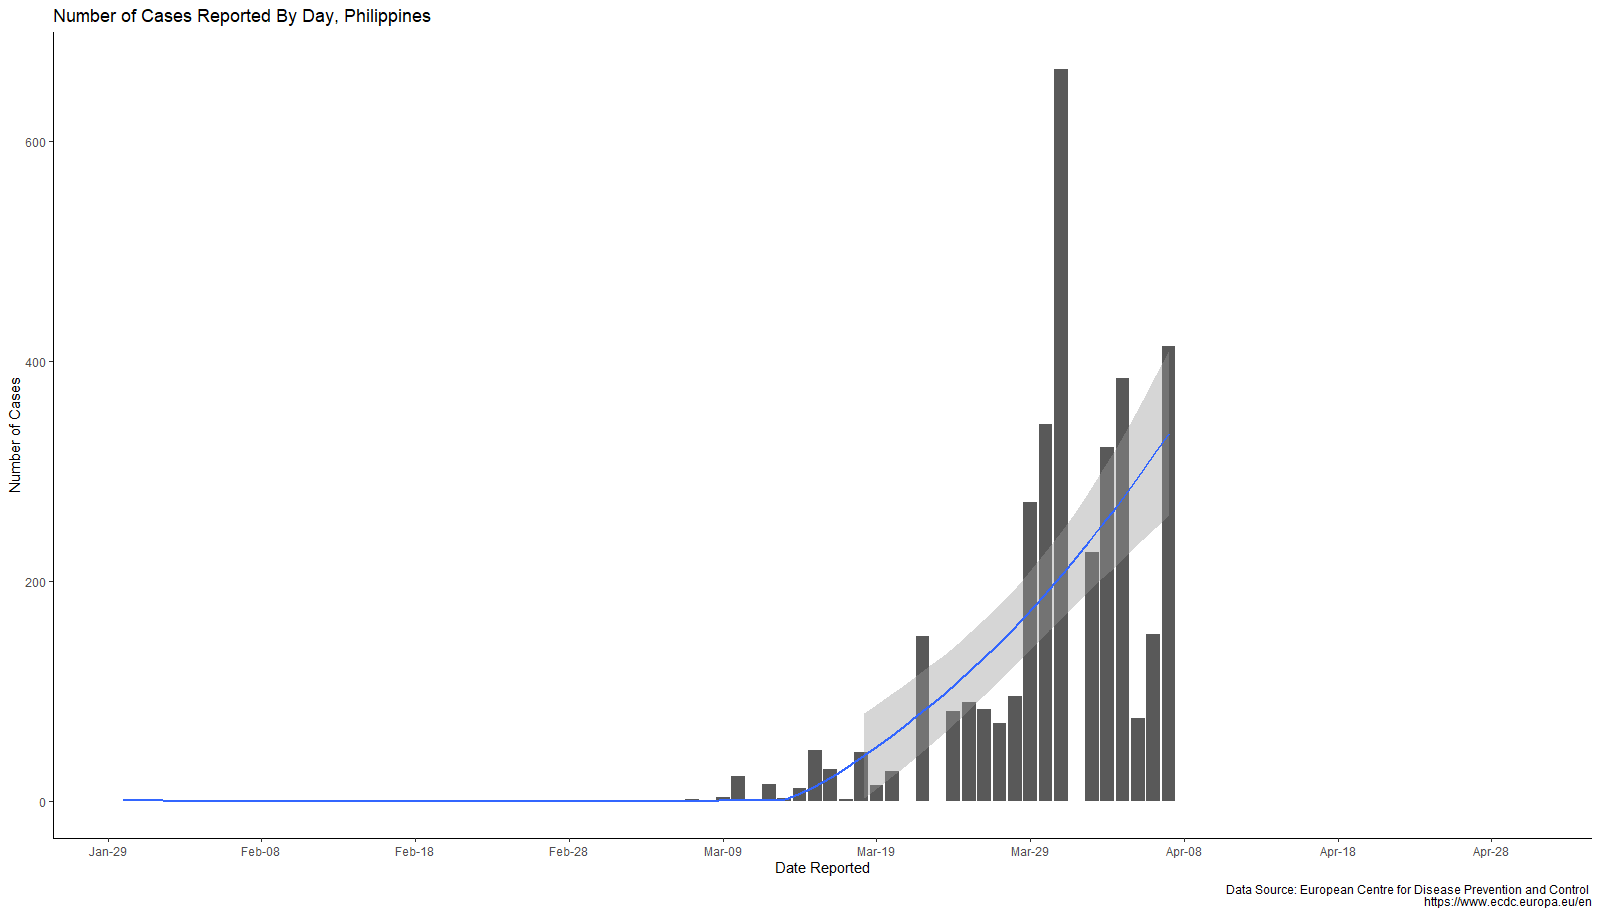 Number of Cases Reported By Day, Philippines
600
400
200
0
Number of Cases
Jan-29 Feb-08 Feb-18 Feb-28 Mar-09 Mar-19 Mar-29 Apr-08 Apr-18 Apr-28
Date Reported
Data Source: European Centre for Disease Prevention and Control
https://www.ecdc.europa.eu/en